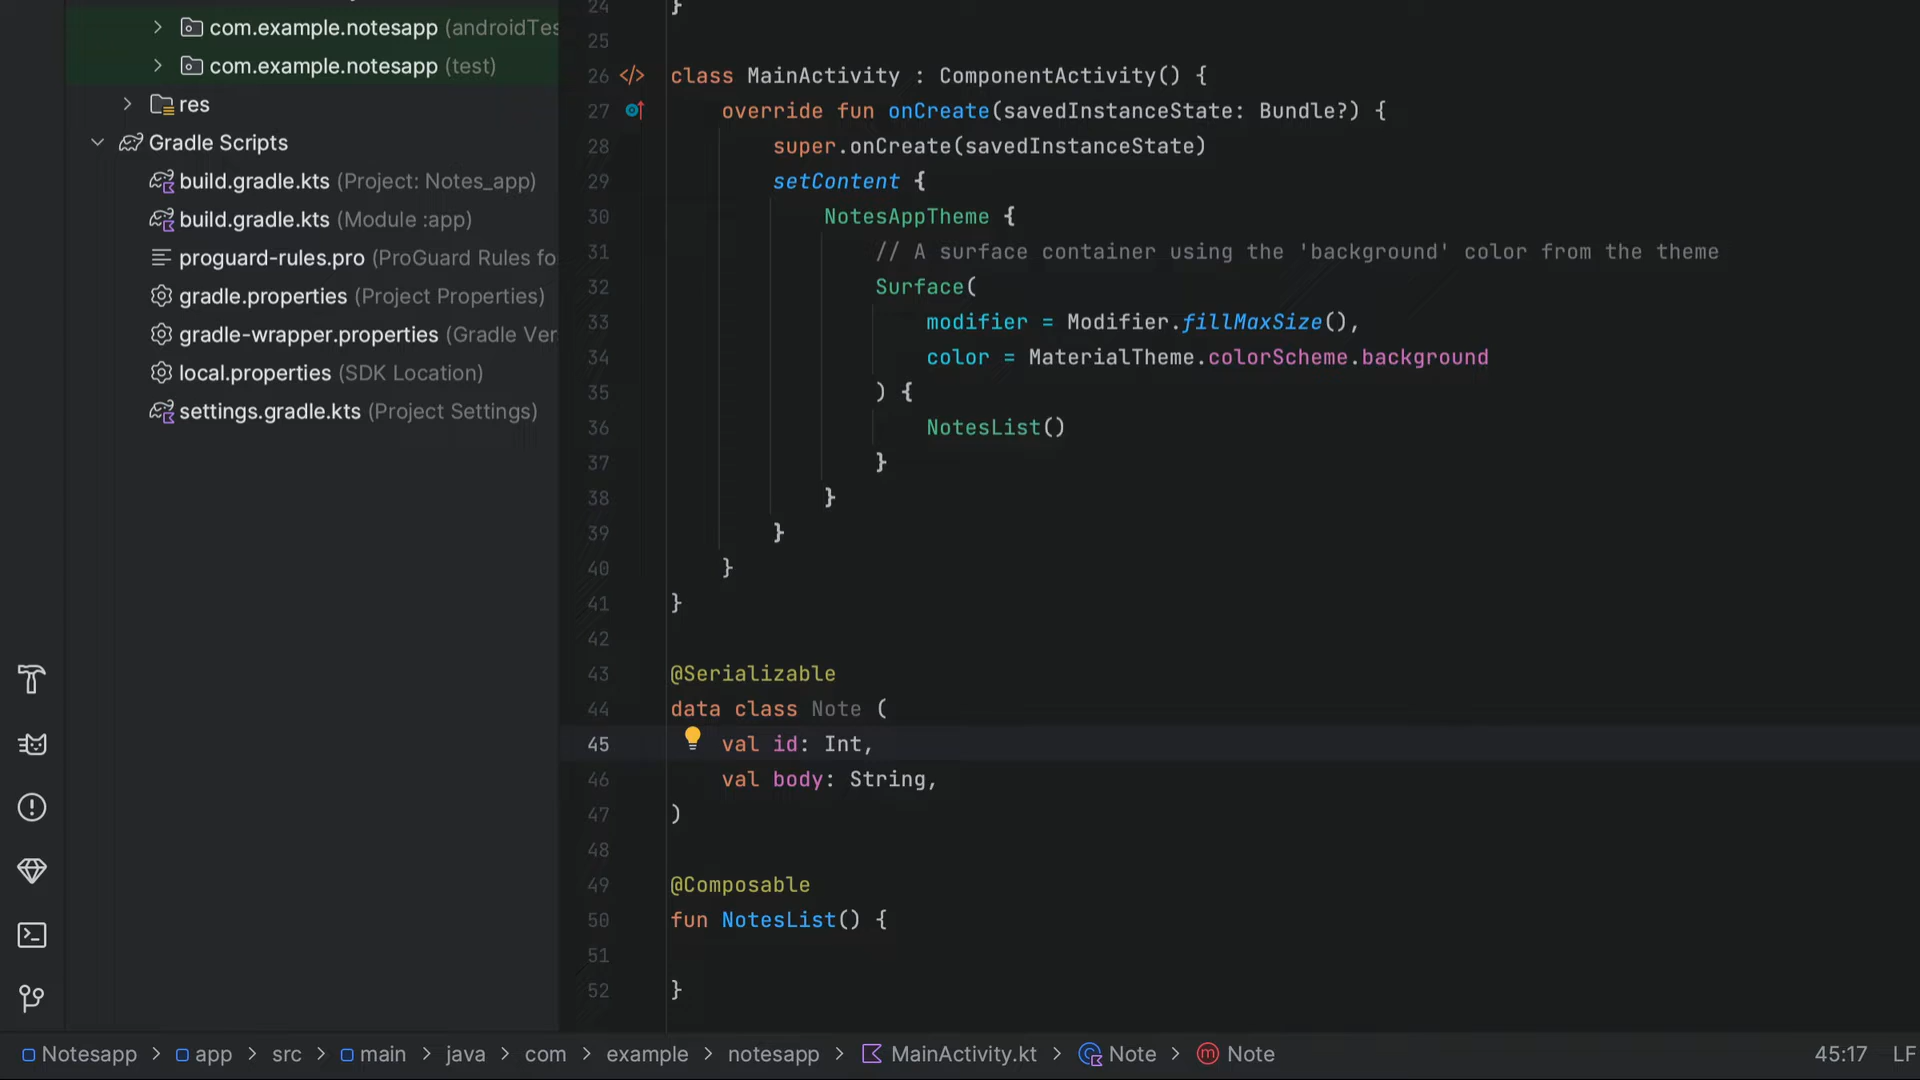 com.example.notesapp (androidTes
com.example.notesapp (test)
res
Gradle Scripts
build.gradle.kts (Project: Notes_app)
build.gradle.kts (Module :app)
proguard-rules.pro (ProGuard Rules fo
gradle.properties (Project Properties)
gradle-wrapper.properties (Gradle Ver
local.properties (SDK Location)
settings.gradle.kts (Project Settings)
24 }
25
26 class MainActivity : ComponentActivity() {
27 override fun onCreate(savedInstanceState: Bundle?) {
28 super.onCreate(savedInstanceState)
29 setContent {
30 NotesAppTheme {
31 // A surface container using the 'background' color from the theme
32 Surface(
33 modifier = Modifier.fillMaxSize(),
34 color = MaterialTheme.colorScheme.background
35 ) {
36 NotesList()
37 }
38 }
39 }
40 }
41 }
42
43 @Serializable
44 data class Note (
45 val id: Int,
46 val body: String,
47 )
48
49 @Composable
50 fun NotesList() {
51
52 }
Notesapp > app > src > main > java > com > example > notesapp > MainActivity.kt > Note > Note 45:17 LF